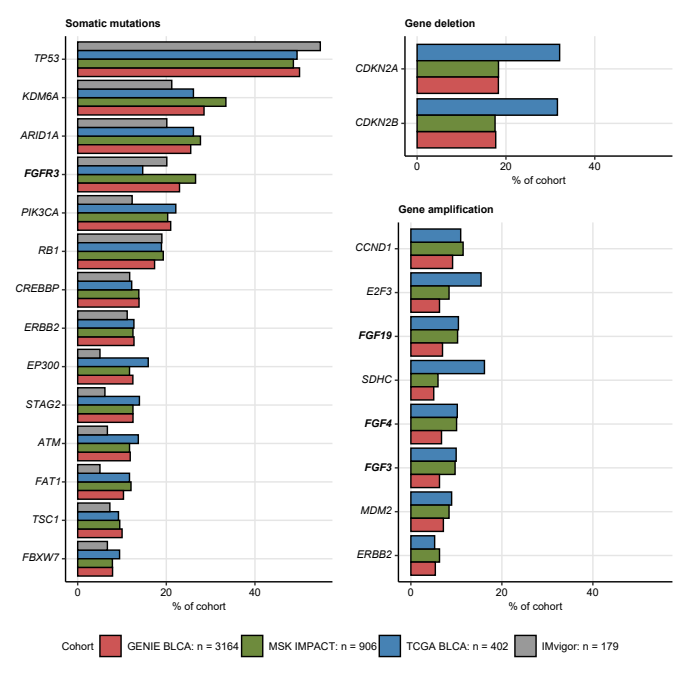 Somatic mutations
TP53
KDM6A
ARID1A
FGFR3
PIK3CA
RB1
CREBBP
ERBB2
EP300
STAG2
ATM
FAT1
TSC1
FBXW7
0 20 40
% of cohort
Gene deletion
CDKN2A
CDKN2B
0 20 40
% of cohort
Gene amplification
CCND1
E2F3
FGF19
SDHC
FGF4
FGF3
MDM2
ERBB2
0 20 40
% of cohort
Cohort GENIE BLCA: n = 3164 MSK IMPACT: n = 906 TCGA BLCA: n = 402 IMvigor: n = 179